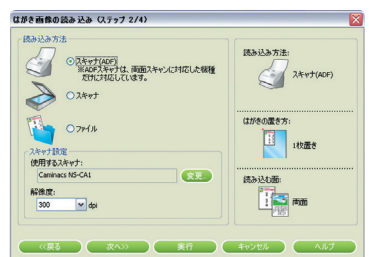 はがき画像の読み込み (ステップ 2/4)
読み込み方法
スキャナ(ADF)
※ADFスキャナは、両面スキャンに対応した機種
だけに対応しています。
スキャナ
ファイル
スキャナ設定
使用するスキャナ:
Caminacs NS-CA1
変更
解像度:
300
dpi
読み込み方法:
スキャナ(ADF)
はがきの置き方:
1枚置き
読み込む面:
両面
<<戻る
次へ>>
実行
キャンセル
ヘルプ